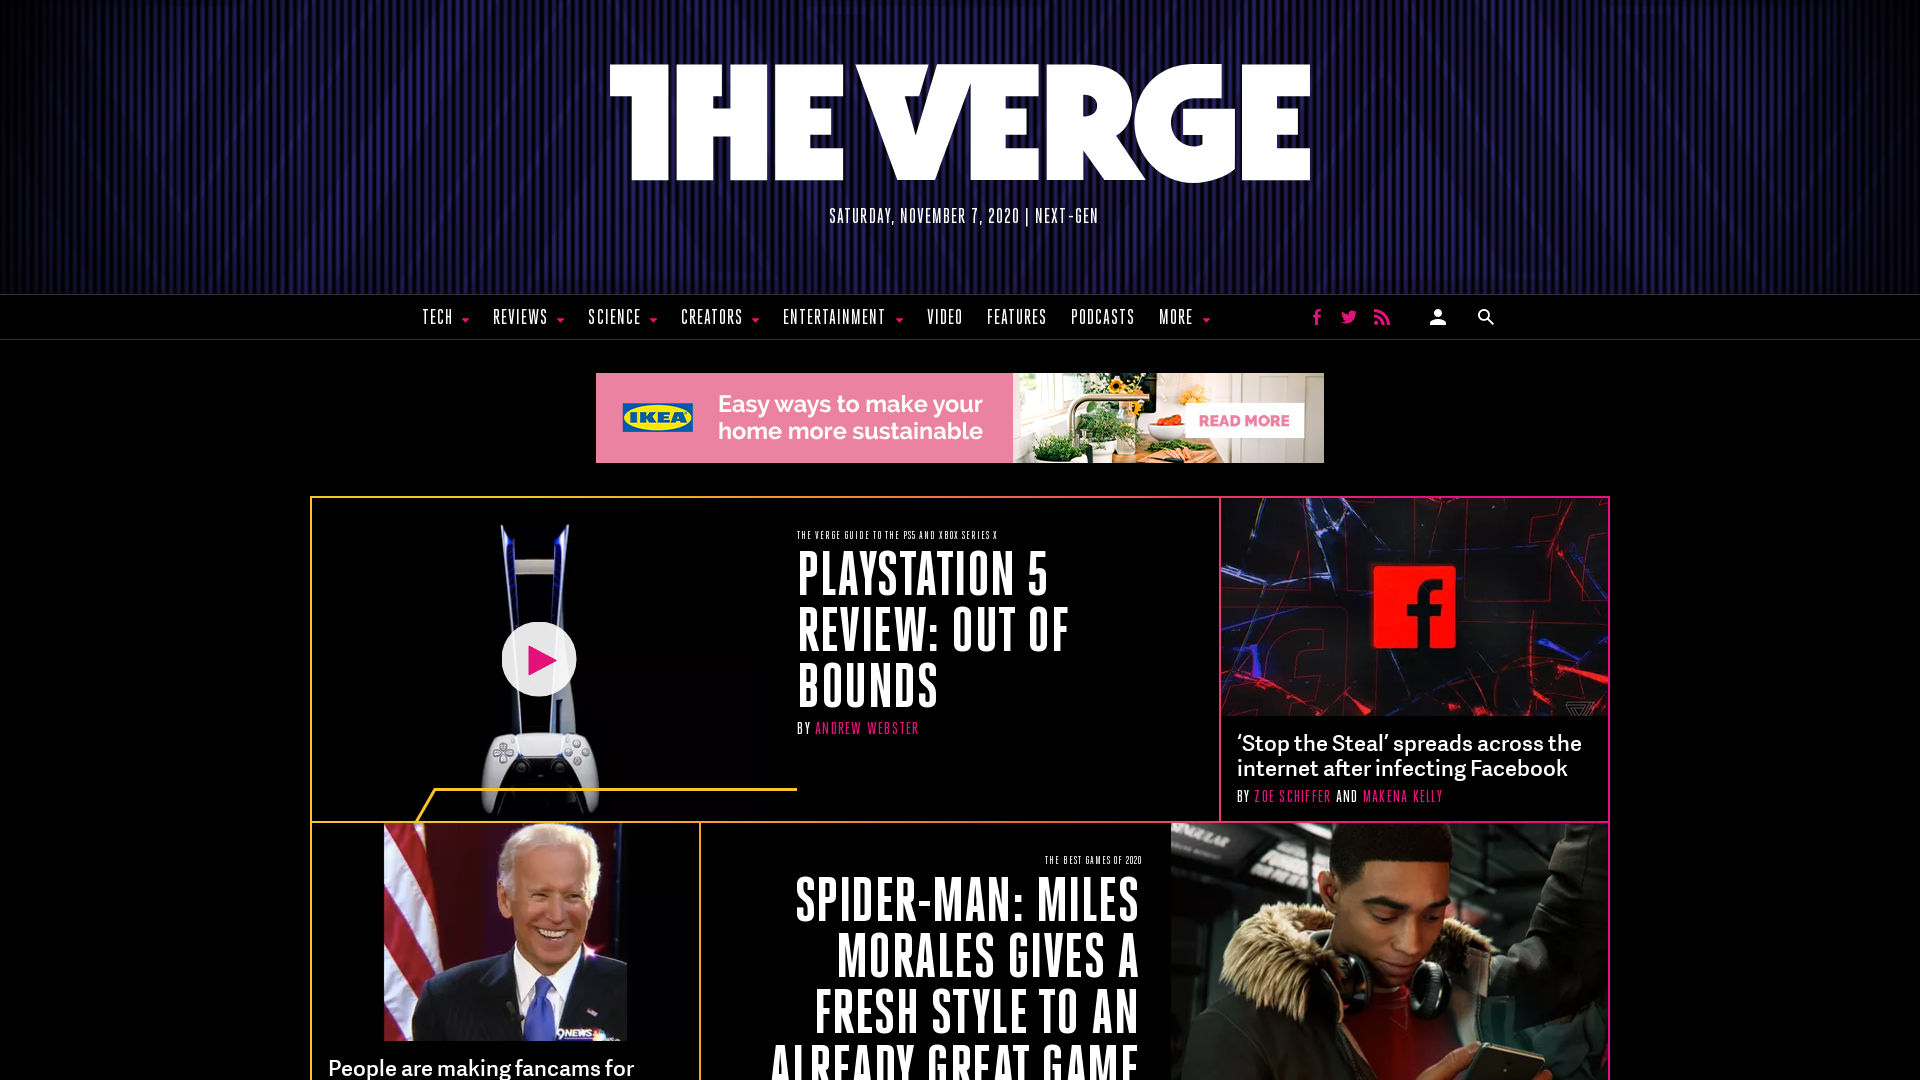 THE VERGE
SATURDAY, NOVEMBER 7, 2020 | NEXT-GEN
TECH REVIEWS SCIENCE CREATORS ENTERTAINMENT VIDEO FEATURES PODCASTS MORE
IKEA
Easy ways to make your
home more sustainable
READ MORE
THE VERGE GUIDE TO THE PS5 AND XBOX SERIES X
PLAYSTATION 5
REVIEW: OUT OF
BOUNDS
BY ANDREW WEBSTER
‘Stop the Steal’ spreads across the
internet after infecting Facebook
BY ZOE SCHIFFER AND MAKENA KELLY
9NEWS
People are making fancams for
THE BEST GAMES OF 2020
SPIDER-MAN: MILES
MORALES GIVES A
FRESH STYLE TO AN
ALREADY GREAT GAME